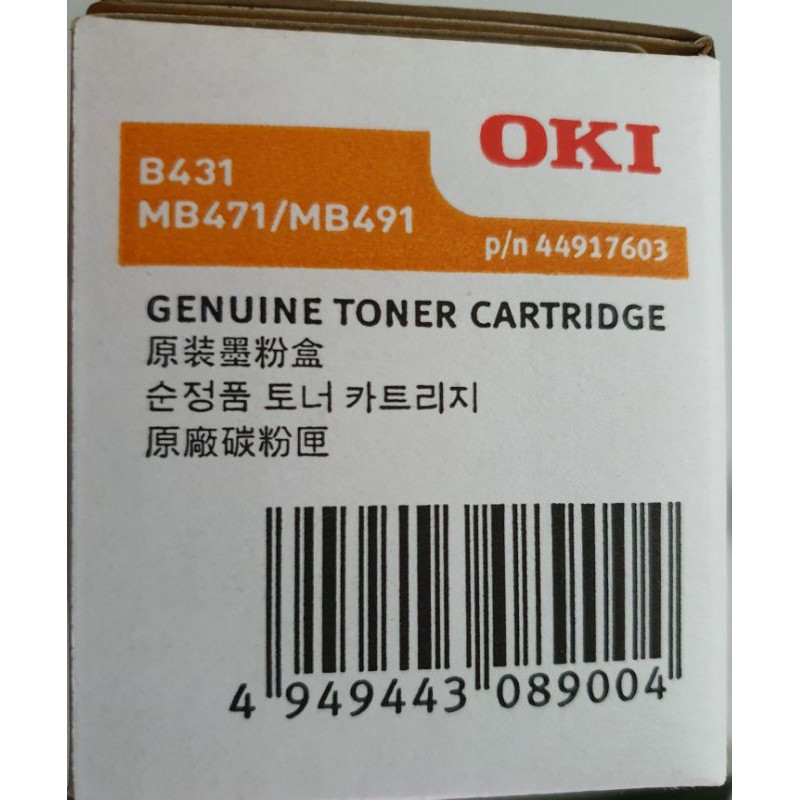 OKI
B431
MB471/MB491
p/n 44917603
GENUINE TONER CARTRIDGE
原装墨粉盒
순정품 토너 카트리지
原廠碳粉匣
4 949443 089004